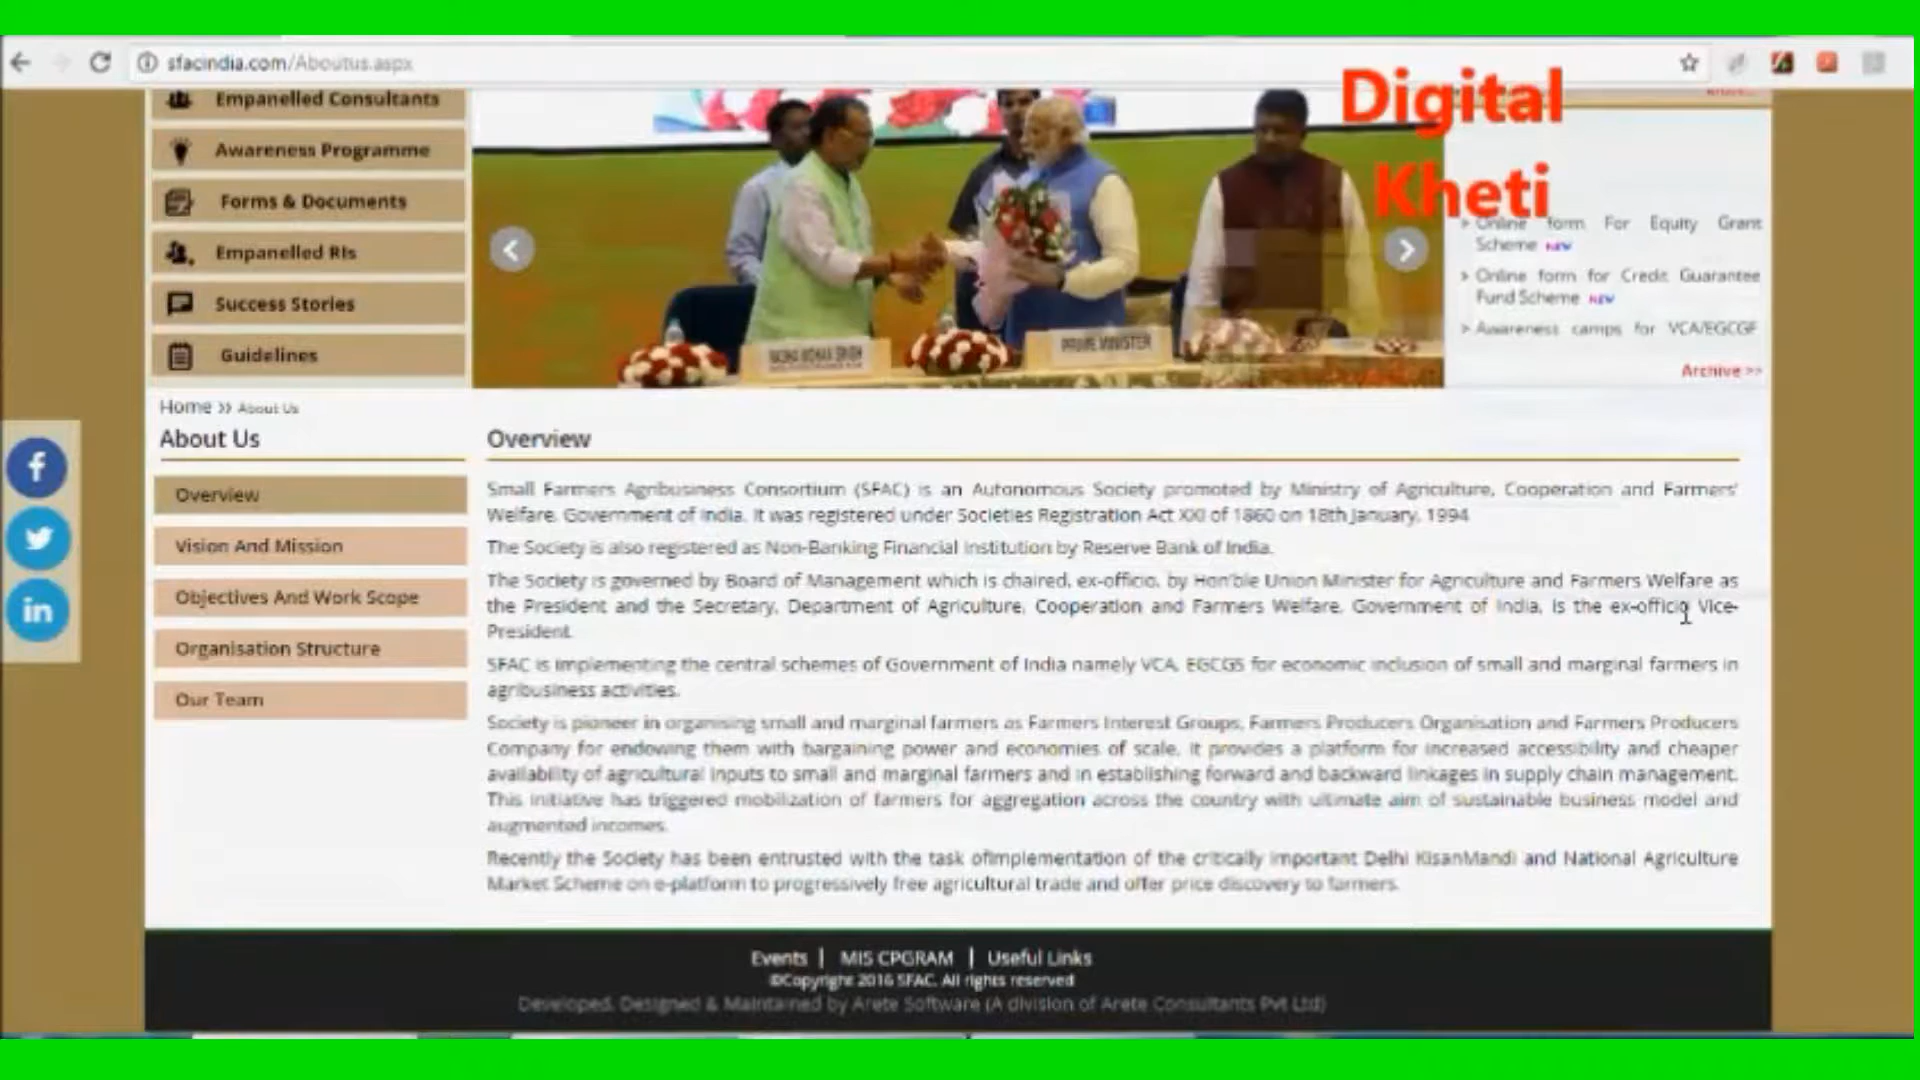 sfacindia.com/Aboutus.aspx
Digital
Kheti
Empanelled Consultants
Awareness Programme
Forms & Documents
Empanelled RIs
Success Stories
Guidelines
RADHA MOHAN SINGH
PRIME MINISTER
> Online form For Equity Grant
Scheme NEW
> Online form for Credit Guarantee
Fund Scheme NEW
> Awareness camps for VCA/EGCGF
Archive >>
Home >> About Us
About Us
Overview
Vision And Mission
Objectives And Work Scope
Organisation Structure
Our Team
Overview
Small Farmers Agribusiness Consortium (SFAC) is an Autonomous Society promoted by Ministry of Agriculture, Cooperation and Farmers'
Welfare, Government of India. It was registered under Societies Registration Act XXI of 1860 on 18th January, 1994
The Society is also registered as Non-Banking Financial Institution by Reserve Bank of India.
The Society is governed by Board of Management which is chaired, ex-officio, by Hon'ble Union Minister for Agriculture and Farmers Welfare as
the President and the Secretary, Department of Agriculture, Cooperation and Farmers Welfare, Government of India, is the ex-officio Vice-
President.
SFAC is implementing the central schemes of Government of India namely VCA, EGCGS for economic inclusion of small and marginal farmers in
agribusiness activities.
Society is pioneer in organising small and marginal farmers as Farmers Interest Groups, Farmers Producers Organisation and Farmers Producers
Company for endowing them with bargaining power and economies of scale. It provides a platform for increased accessibility and cheaper
availability of agricultural inputs to small and marginal farmers and in establishing forward and backward linkages in supply chain management.
This initiative has triggered mobilization of farmers for aggregation across the country with ultimate aim of sustainable business model and
augmented incomes.
Recently the Society has been entrusted with the task ofimplementation of the critically important Delhi KisanMandi and National Agriculture
Market Scheme on e-platform to progressively free agricultural trade and offer price discovery to farmers.
Events | MIS CPGRAM | Useful Links
©Copyright 2016 SFAC. All rights reserved
Developed, Designed & Maintained by Arete Software (A division of Arete Consultants Pvt Ltd)